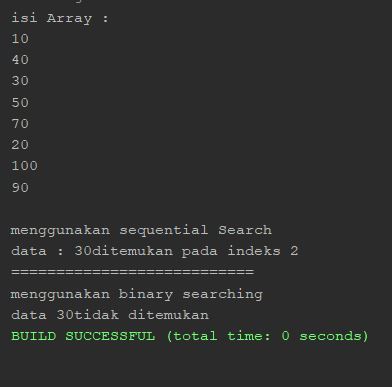 isi Array :
10
40
30
50
70
20
100
90
menggunakan sequential Search
data : 30ditemukan pada indeks 2
===========================
menggunakan binary searching
data 30tidak ditemukan
BUILD SUCCESSFUL (total time: 0 seconds)